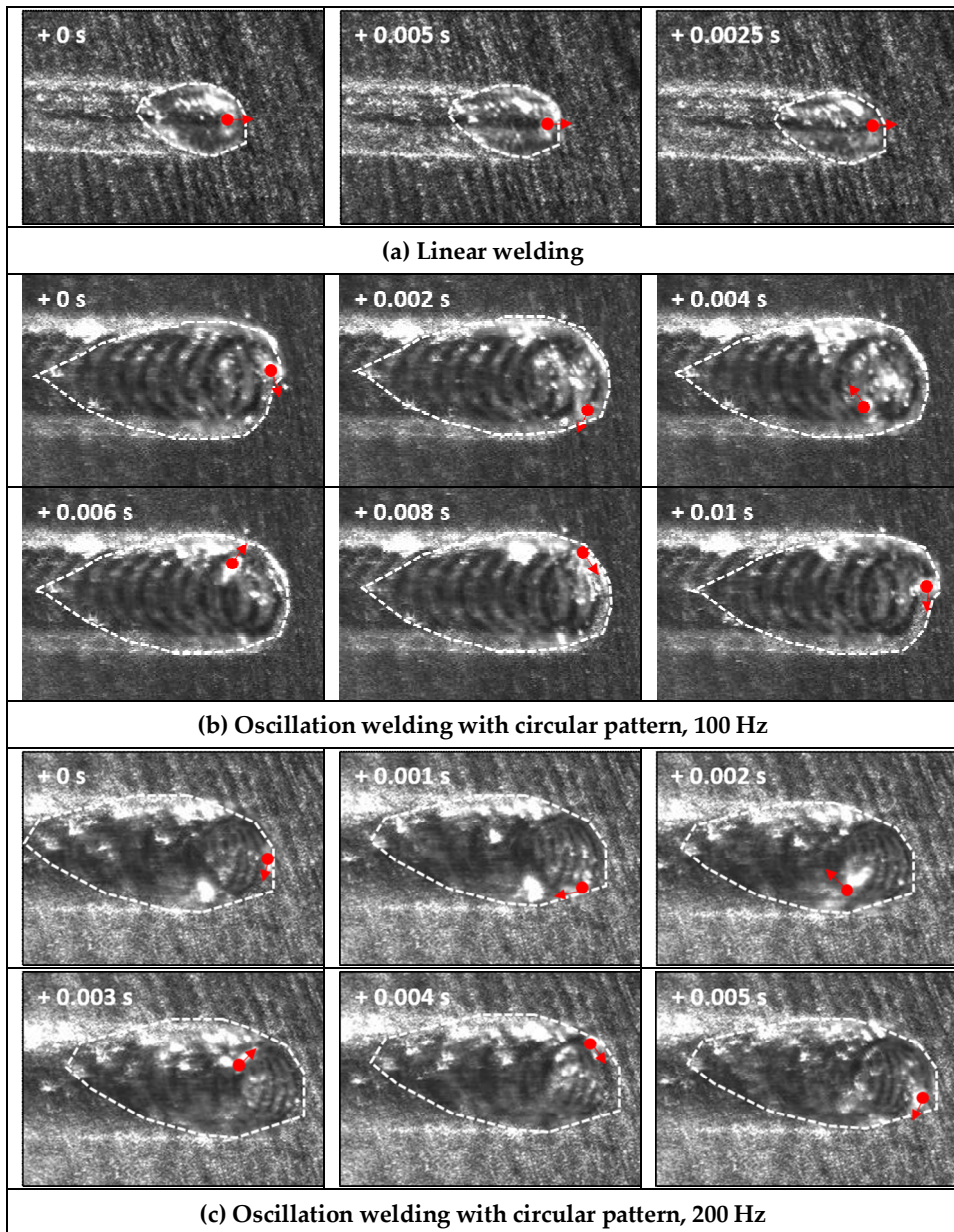 + 0 s
+ 0.005 s
+ 0.0025 s
(a) Linear welding
+ 0 s
+ 0.002 s
+ 0.004 s
+ 0.006 s
+ 0.008 s
+ 0.01 s
(b) Oscillation welding with circular pattern, 100 Hz
+ 0 s
+ 0.001 s
+ 0.002 s
+ 0.003 s
+ 0.004 s
+ 0.005 s
(c) Oscillation welding with circular pattern, 200 Hz